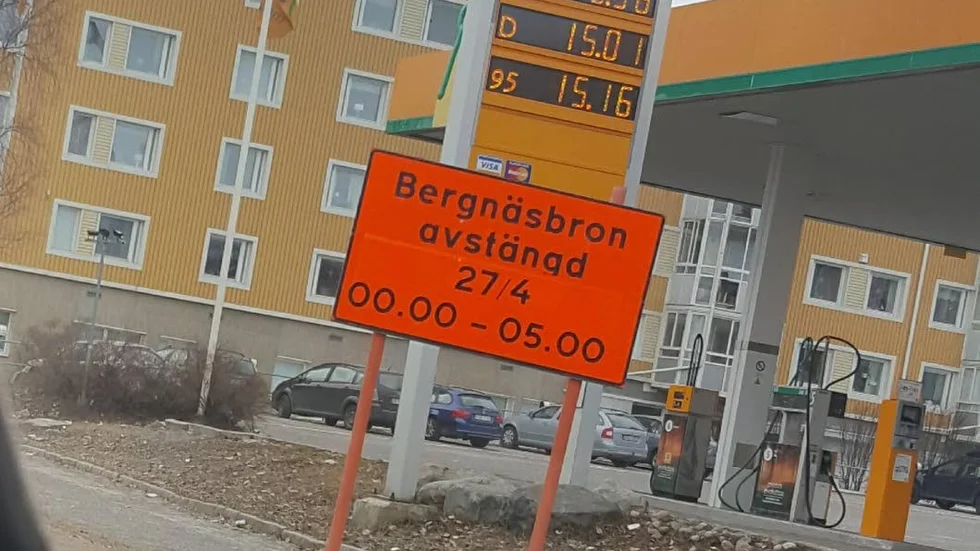 D 15.01
95 15.16
VISA
Bergnäsbron
avstängd
27/4
00.00 - 05.00